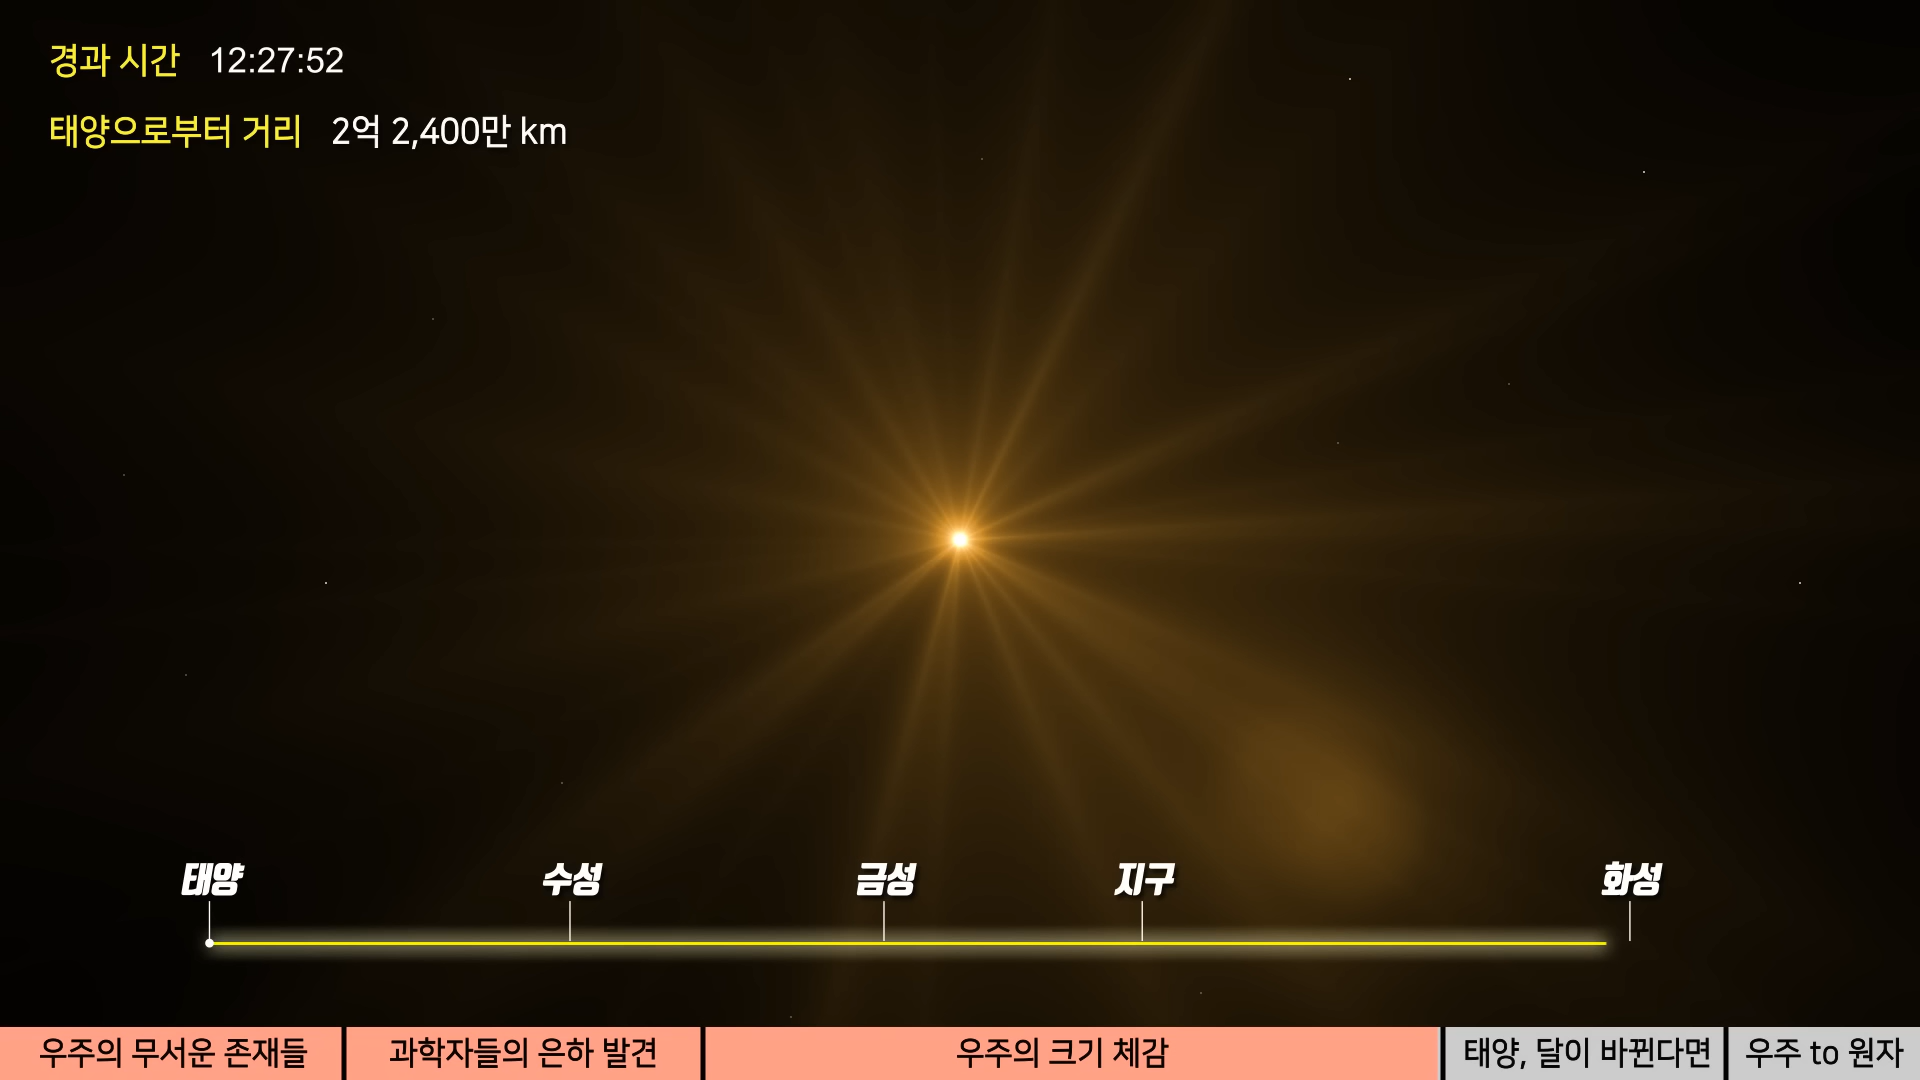 경과 시간 12:27:52
태양으로부터 거리 2억 2,400만 km
태양 수성 금성 지구 화성
우주의 무서운 존재들 과학자들의 은하 발견 우주의 크기 체감 태양, 달이 바뀐다면 우주 to 원자